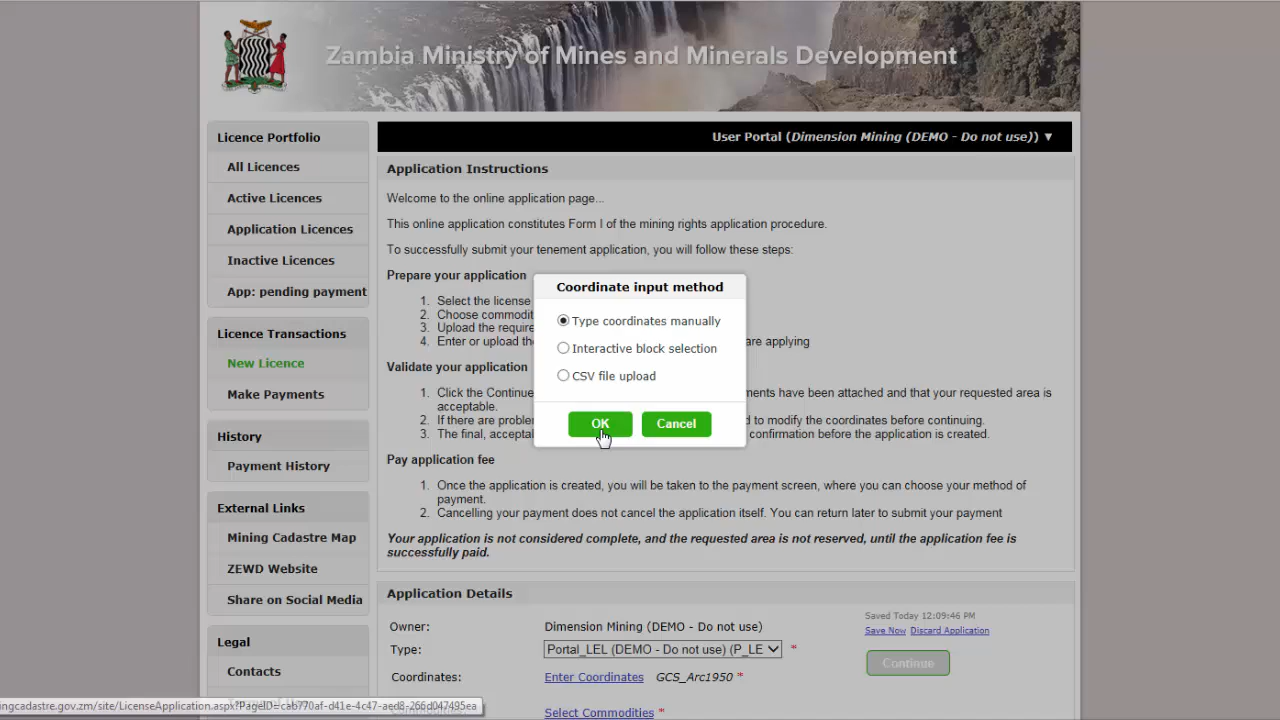 Zambia Ministry of Mines and Minerals Development
Licence Portfolio
All Licences
Active Licences
Application Licences
Inactive Licences
App: pending payment
Licence Transactions
New Licence
Make Payments
History
Payment History
External Links
Mining Cadastre Map
ZEWD Website
Share on Social Media
Legal
Contacts
User Portal (Dimension Mining (DEMO - Do not use)) ▼
Application Instructions
Welcome to the online application page...
This online application constitutes Form I of the mining rights application procedure.
To successfully submit your tenement application, you will follow these steps:
Prepare your application
1. Select the license
2. Choose commodit
3. Upload the require
4. Enter or upload the are applying
Validate your application
1. Click the Continue ments have been attached and that your requested area is
acceptable.
2. If there are problem d to modify the coordinates before continuing.
3. The final, accepta confirmation before the application is created.
Pay application fee
1. Once the application is created, you will be taken to the payment screen, where you can choose your method of
payment.
2. Cancelling your payment does not cancel the application itself. You can return later to submit your payment
Your application is not considered complete, and the requested area is not reserved, until the application fee is
successfully paid.
Coordinate input method
Type coordinates manually
Interactive block selection
CSV file upload
OK Cancel
Application Details
Owner: Dimension Mining (DEMO - Do not use)
Type: Portal_LEL (DEMO - Do not use) (P_LE *
Coordinates: Enter Coordinates GCS_Arc1950 *
Select Commodities *
Saved Today 12:09:46 PM
Save Now Discard Application
Continue
ngcadastre.gov.zm/site/LicenseApplication.aspx?PageID=cab770af-d41e-4c47-aed8-266d047495ea